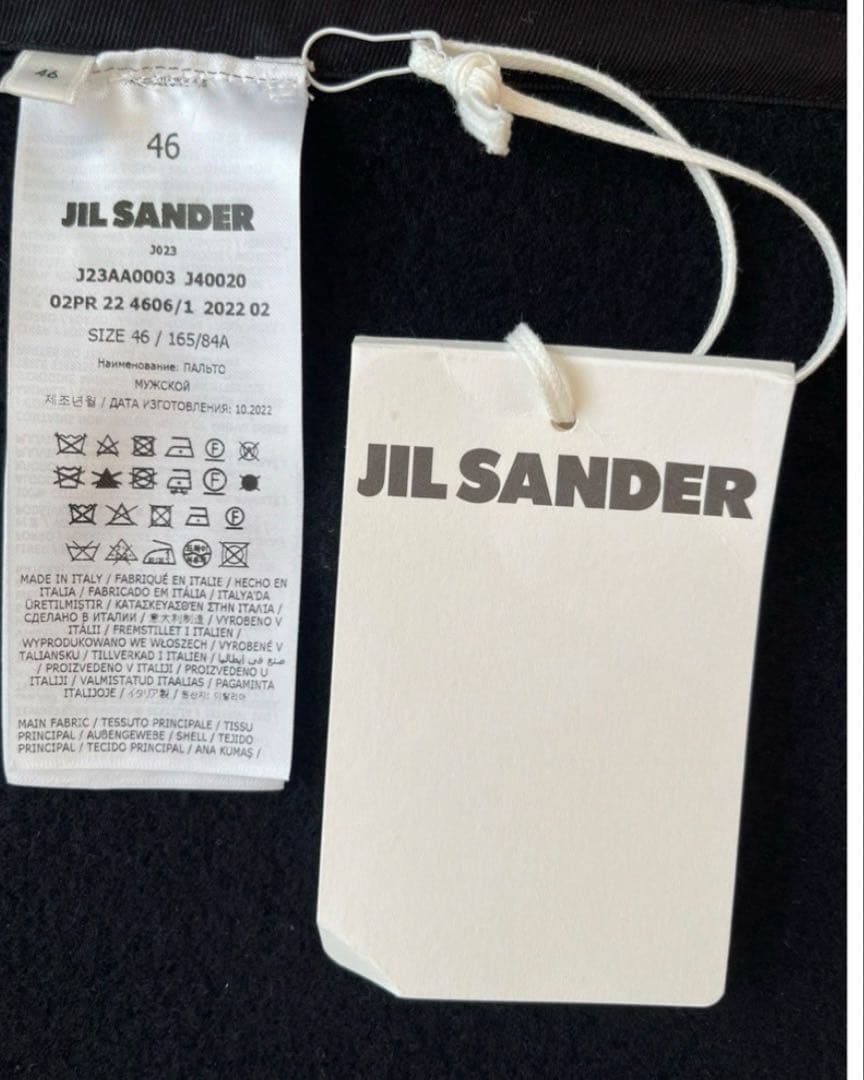 46
46
JIL SANDER
J023
J23AA0003 J40020
02PR 22 4606/1 2022 02
SIZE 46 / 165/84A
Наименование: ПАЛЬТО
МУЖСКОЙ
제조년월 / ДАТА ИЗГОТОВЛЕНИЯ: 10.2022
MADE IN ITALY / FABRIQUÉ EN ITALIE / HECHO EN
ITALIA / FABRICADO EM ITÁLIA / ITALYA'DA
ÜRETILMIŞTIR / ΚΑΤΑΣΚΕΥΑΣΘΕΝ ΣΤΗΝ ΙΤΑΛΙΑ /
СДЕЛАНО В ИТАЛИИ / 意大利制造 / VYROBENO V
ITÁLII / FREMSTILLET I ITALIEN /
WYPRODUKOWANO WE WŁOSZECH / VYROBENÉ V
TALIANSKU / TILLVERKAD I ITALIEN / صنع في إيطاليا
/ PROIZVEDENO V ITALIJI / PROIZVEDENO U
ITALIJI / VALMISTATUD ITAALIAS / PAGAMINTA
ITALIJOJE / イタリア製 / 원산지: 이탈리아
MAIN FABRIC / TESSUTO PRINCIPALE / TISSU
PRINCIPAL / AUßENGEWEBE / SHELL / TEJIDO
PRINCIPAL / TECIDO PRINCIPAL / ANA KUMAŞ /
JIL SANDER